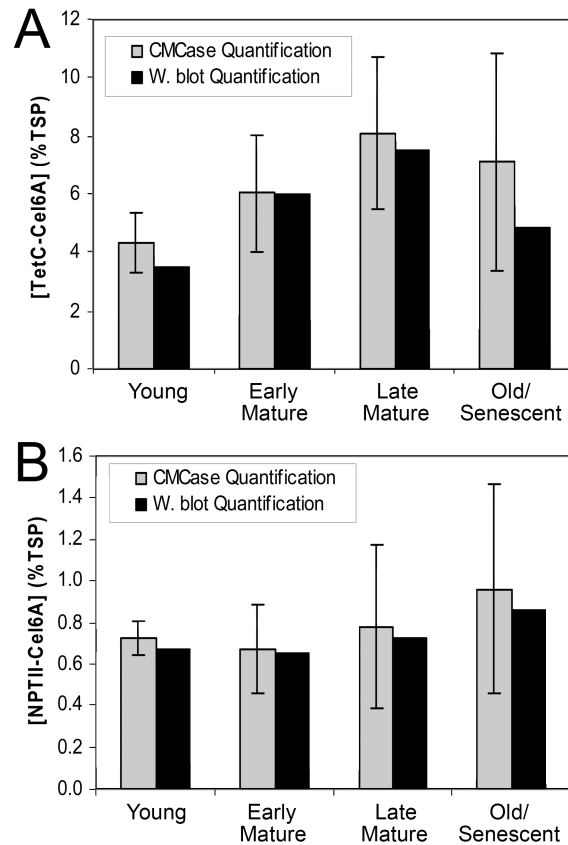 A
12
10
8
6
4
2
0
[TetC-Cel6A] (%TSP)
CMCase Quantification
W. blot Quantification
Young
Early
Mature
Late
Mature
Old/
Senescent
B
1.6
1.4
1.2
1.0
0.8
0.6
0.4
0.2
0.0
[NPTII-Cel6A] (%TSP)
CMCase Quantification
W. blot Quantification
Young
Early
Mature
Late
Mature
Old/
Senescent